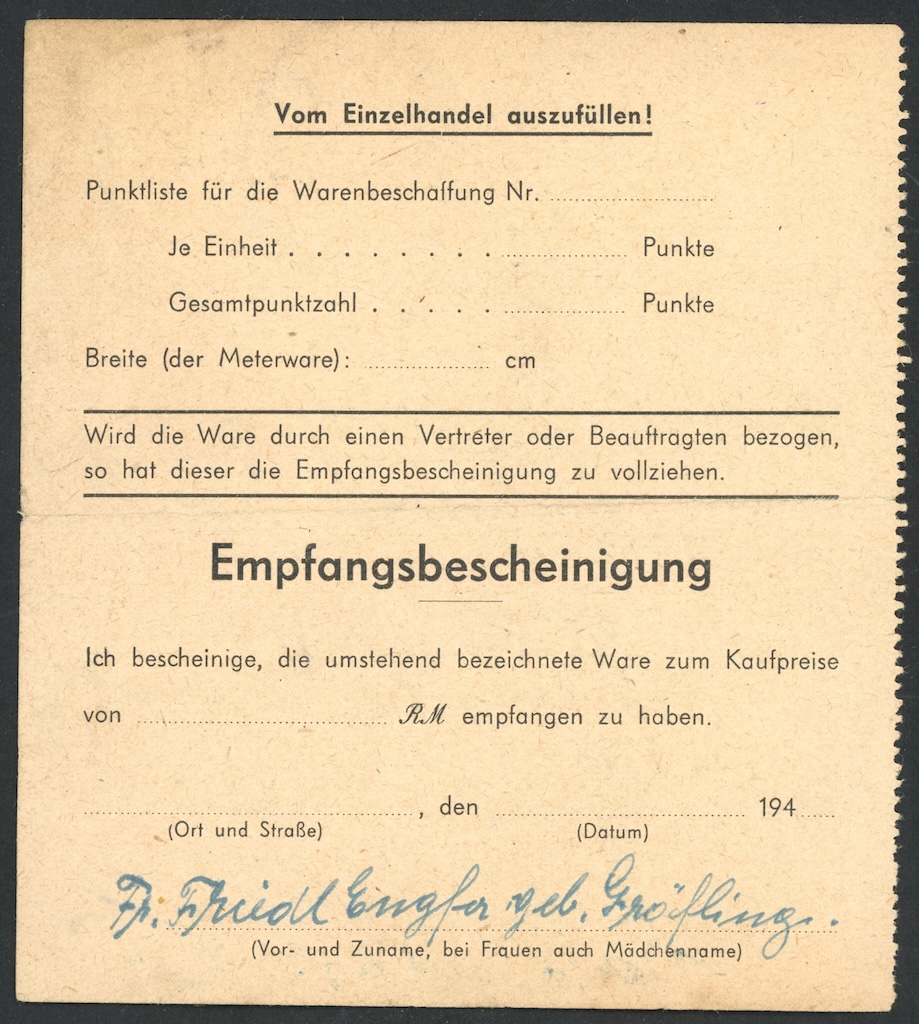 Vom Einzelhandel auszufüllen!
Punktliste für die Warenbeschaffung Nr. ....................
Je Einheit . . . . . . . . .................... Punkte
Gesamtpunktzahl . . . . . .................... Punkte
Breite (der Meterware): .................... cm
Wird die Ware durch einen Vertreter oder Beauftragten bezogen,
so hat dieser die Empfangsbescheinigung zu vollziehen.
Empfangsbescheinigung
Ich bescheinige, die umstehend bezeichnete Ware zum Kaufpreise
von .................... RM empfangen zu haben.
...................., den .................... 194......
(Ort und Straße) (Datum)
Fr. Friedl geb. Gräfling.
(Vor- und Zuname, bei Frauen auch Mädchenname)